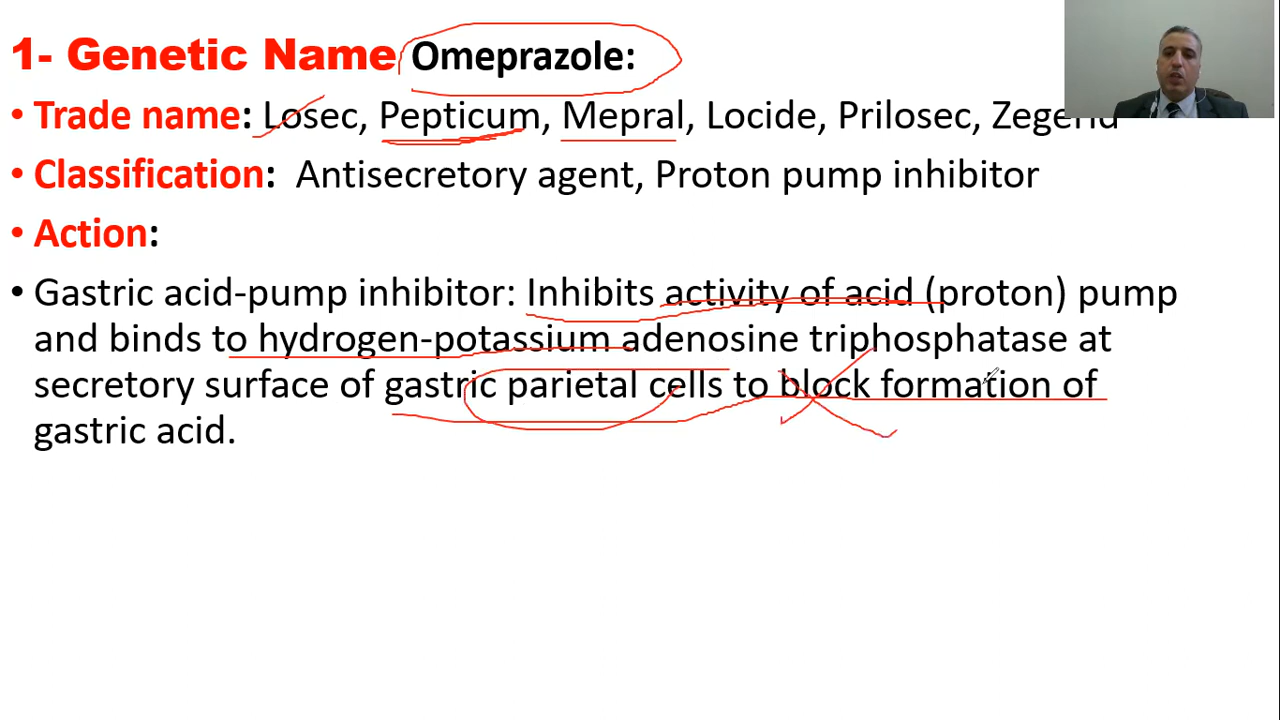 1- Genetic Name Omeprazole:
• Trade name: Losec, Pepticum, Mepral, Locide, Prilosec, Zegerid
• Classification: Antisecretory agent, Proton pump inhibitor
• Action:
• Gastric acid-pump inhibitor: Inhibits activity of acid (proton) pump
and binds to hydrogen-potassium adenosine triphosphatase at
secretory surface of gastric parietal cells to block formation of
gastric acid.